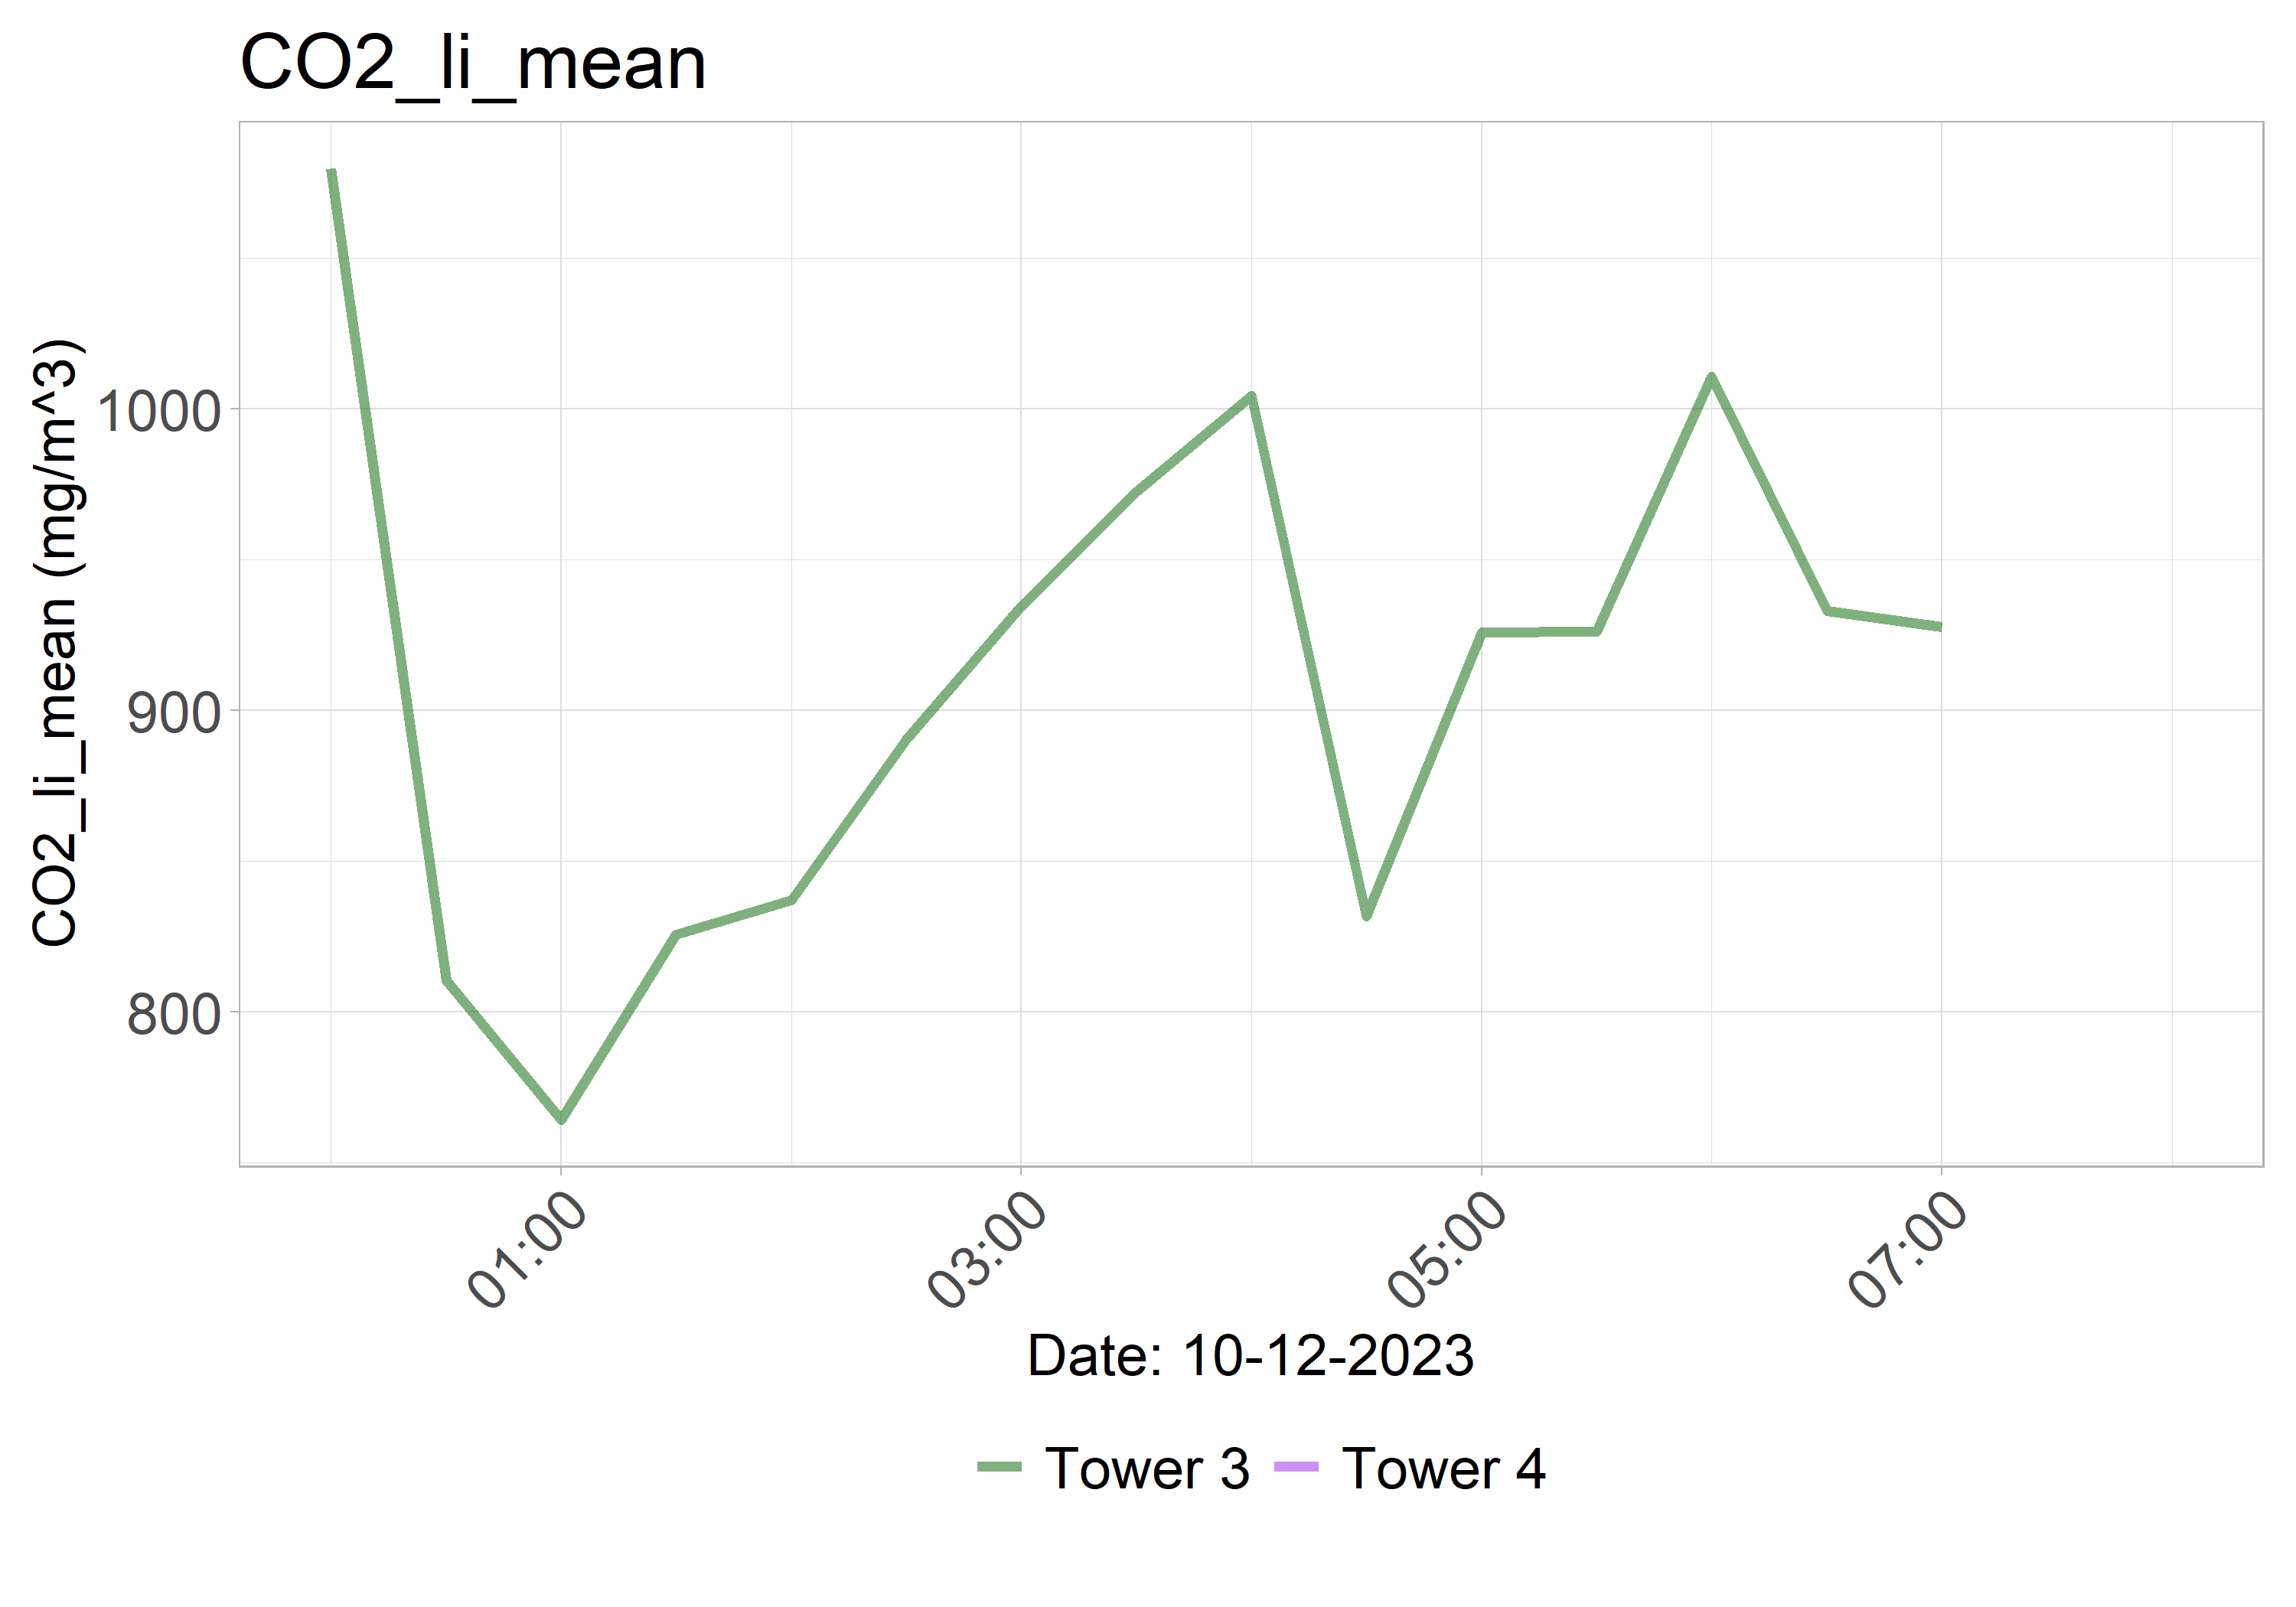 CO2_li_mean
CO2_li_mean (mg/m^3)
1000
900
800
01:00
03:00
05:00
07:00
Date: 10-12-2023
Tower 3
Tower 4